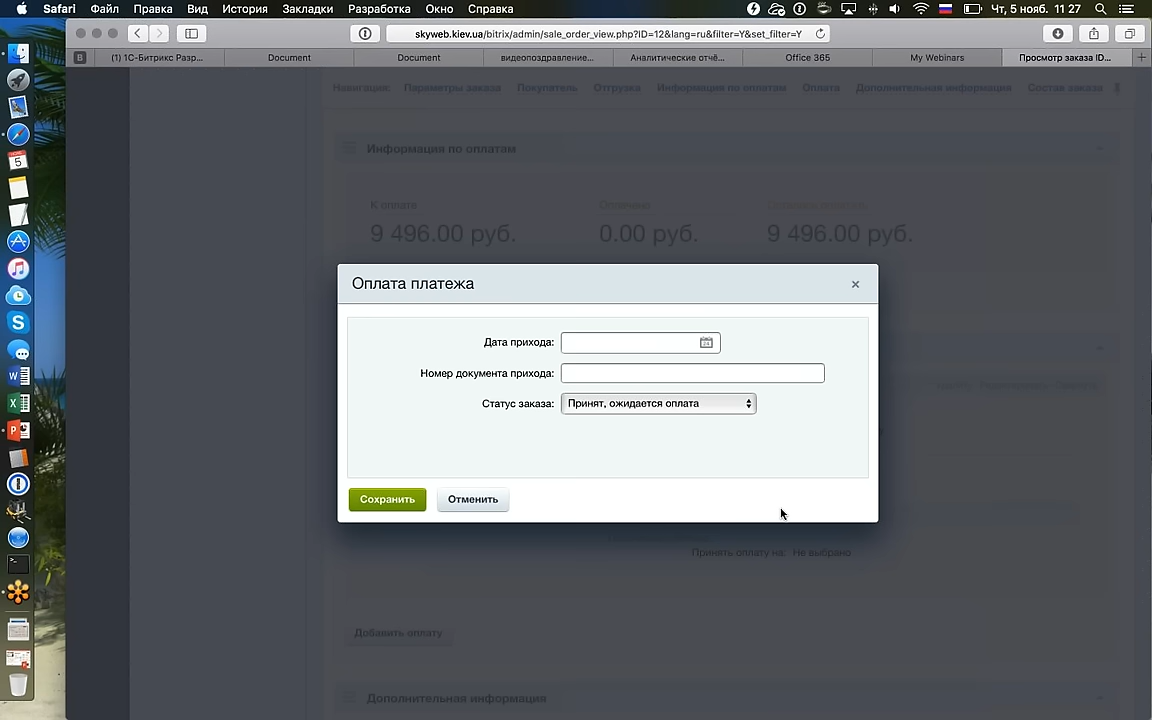 Safari Файл Правка Вид История Закладки Разработка Окно Справка Чт, 5 нояб. 11 27
skyweb.kiev.ua/bitrix/admin/sale_order_view.php?ID=12&lang=ru&filter=Y&set_filter=Y
B (1) 1С-Битрикс Разр... Document Document видеопоздравление... Аналитические отчё... Office 365 My Webinars Просмотр заказа ID...
Навигация: Параметры заказа Покупатель Отгрузка Информация по оплатам Оплата Дополнительная информация Состав заказа
Информация по оплатам
К оплате Оплачено
9 496.00 руб. 0.00 руб. 9 496.00 руб.
Оплата платежа
Дата прихода:
Номер документа прихода:
Статус заказа: Принят, ожидается оплата
Сохранить Отменить
Принять оплату на: Не выбрано
Добавить оплату
Дополнительная информация